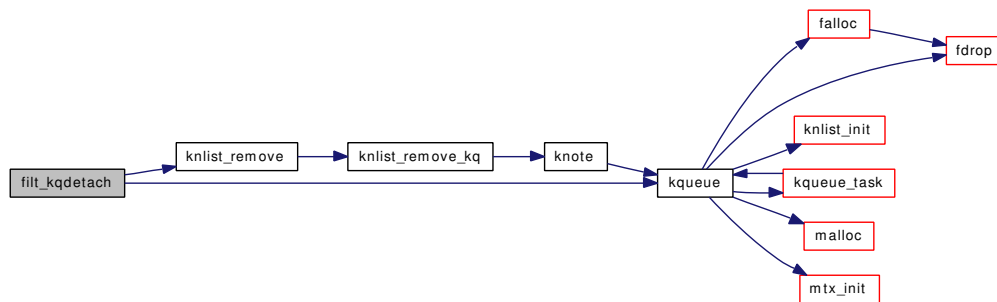 falloc
fdrop
knlist_init
knlist_remove
knlist_remove_kq
knote
filt_kqdetach
kqueue
kqueue_task
malloc
mtx_init